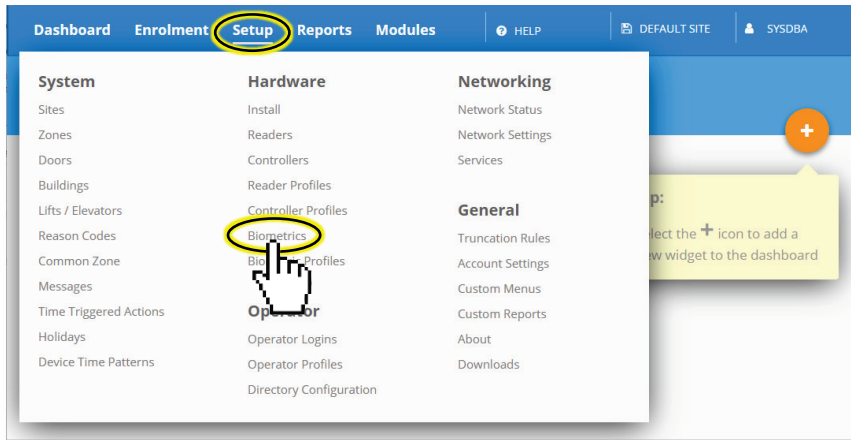 Dashboard Enrolment Setup Reports Modules HELP DEFAULT SITE SYSDBA
System
Sites
Zones
Doors
Buildings
Lifts / Elevators
Reason Codes
Common Zone
Messages
Time Triggered Actions
Holidays
Device Time Patterns
Hardware
Install
Readers
Controllers
Reader Profiles
Controller Profiles
Biometrics
Profiles
Operator
Operator Logins
Operator Profiles
Directory Configuration
Networking
Network Status
Network Settings
Services
General
Truncation Rules
Account Settings
Custom Menus
Custom Reports
About
Downloads
p:
lect the + icon to add a
ew widget to the dashboard